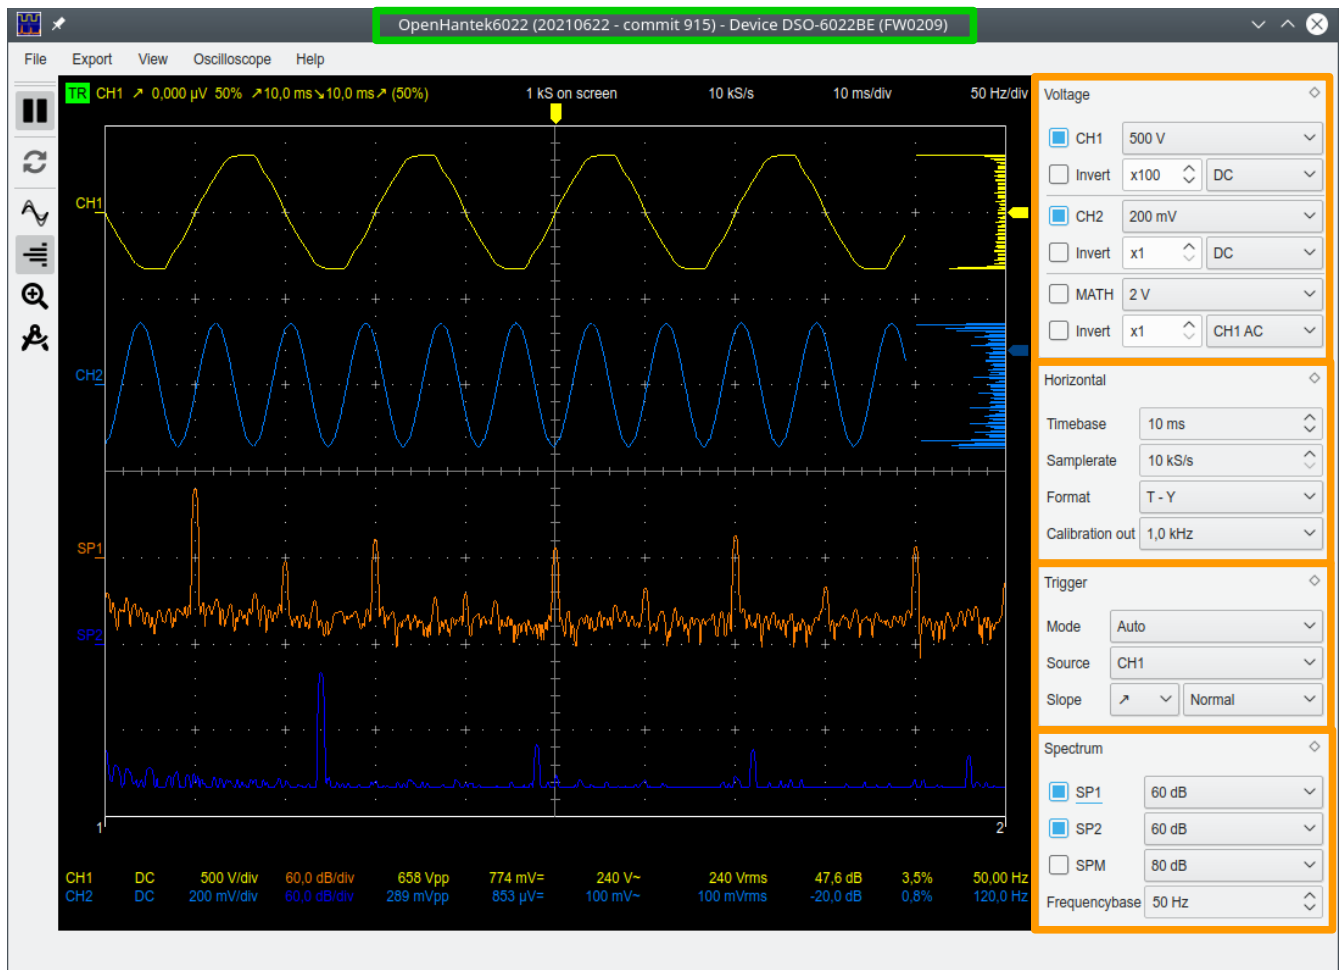 OpenHantek6022 (20210622 - commit 915) - Device DSO-6022BE (FW0209)
File Export View Oscilloscope Help
TR CH1 ↗ 0,000 µV 50% ↗10,0 ms↘10,0 ms↗ (50%) 1 kS on screen 10 kS/s 10 ms/div 50 Hz/div
CH1
CH2
SP1
SP2
1 2
CH1 DC 500 V/div 60,0 dB/div 658 Vpp 774 mV= 240 V~ 240 Vrms 47,6 dB 3,5% 50,00 Hz
CH2 DC 200 mV/div 60,0 dB/div 289 mVpp 853 µV= 100 mV~ 100 mVrms -20,0 dB 0,8% 120,0 Hz
Voltage
CH1 500 V
Invert x100 DC
CH2 200 mV
Invert x1 DC
MATH 2 V
Invert x1 CH1 AC
Horizontal
Timebase 10 ms
Samplerate 10 kS/s
Format T - Y
Calibration out 1,0 kHz
Trigger
Mode Auto
Source CH1
Slope ↗ Normal
Spectrum
SP1 60 dB
SP2 60 dB
SPM 80 dB
Frequencybase 50 Hz